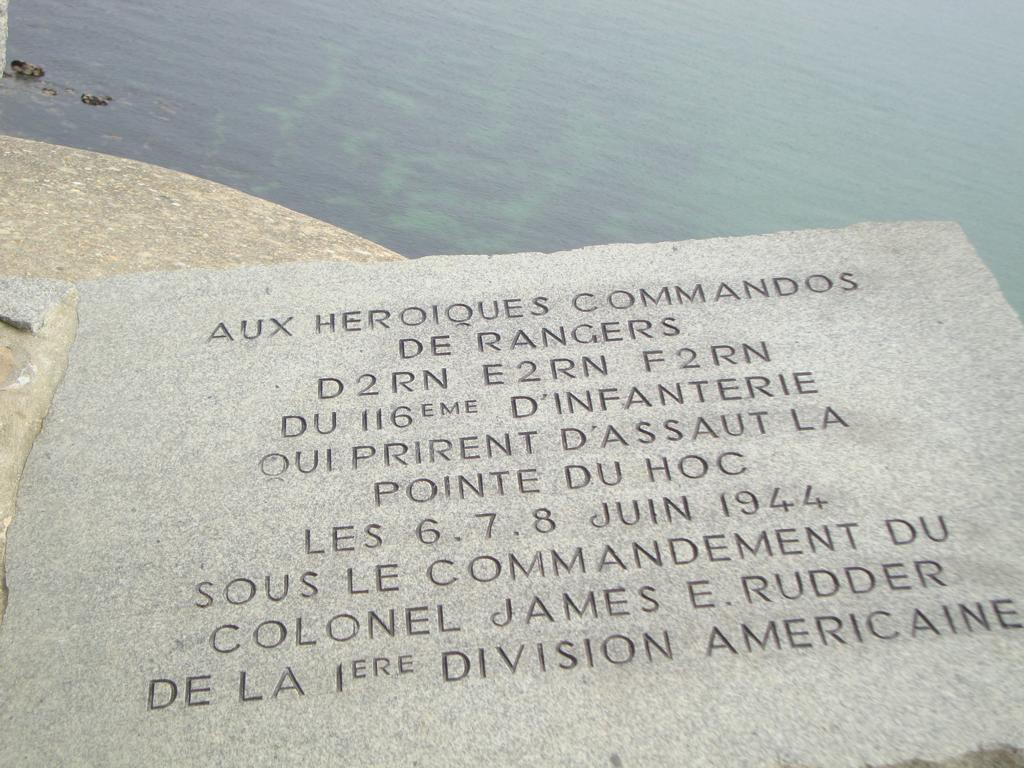 AUX HEROIQUES COMMANDOS
DE RANGERS
D2RN E2RN F2RN
DU 116EME D'INFANTERIE
QUI PRIRENT D'ASSAUT LA
POINTE DU HOC
LES 6.7.8 JUIN 1944
SOUS LE COMMANDEMENT DU
COLONEL JAMES E. RUDDER
DE LA 1ERE DIVISION AMERICAINE